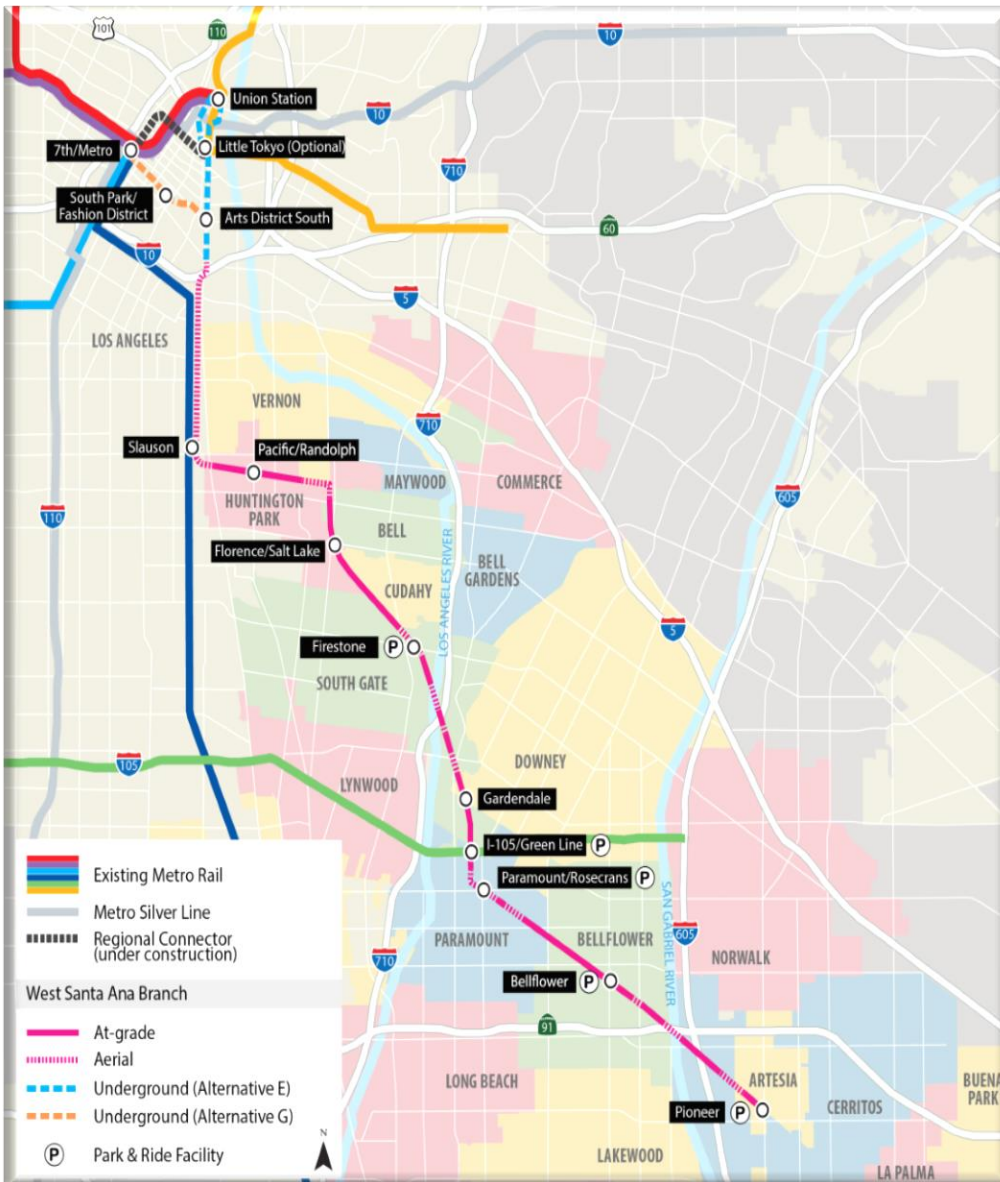 101
110
10
Union Station
10
7th/Metro
Little Tokyo (Optional)
710
South Park/
Fashion District
Arts District South
60
10
5
LOS ANGELES
VERNON
710
Slauson
Pacific/Randolph
MAYWOOD
COMMERCE
605
HUNTINGTON
PARK
110
BELL
Florence/Salt Lake
BELL
GARDENS
CUDAHY
LOS ANGELES RIVER
Firestone
P
5
SOUTH GATE
105
DOWNEY
LYNWOOD
Gardendale
I-105/Green Line
P
Paramount/Rosecrans
P
Existing Metro Rail
Metro Silver Line
Regional Connector
(under construction)
PARAMOUNT
BELLFLOWER
SAN GABRIEL RIVER
605
NORWALK
710
Bellflower
P
West Santa Ana Branch
91
At-grade
Aerial
Underground (Alternative E)
Underground (Alternative G)
P
Park & Ride Facility
N
LONG BEACH
ARTESIA
BUENA
PARK
Pioneer
P
CERRITOS
LAKEWOOD
LA PALMA